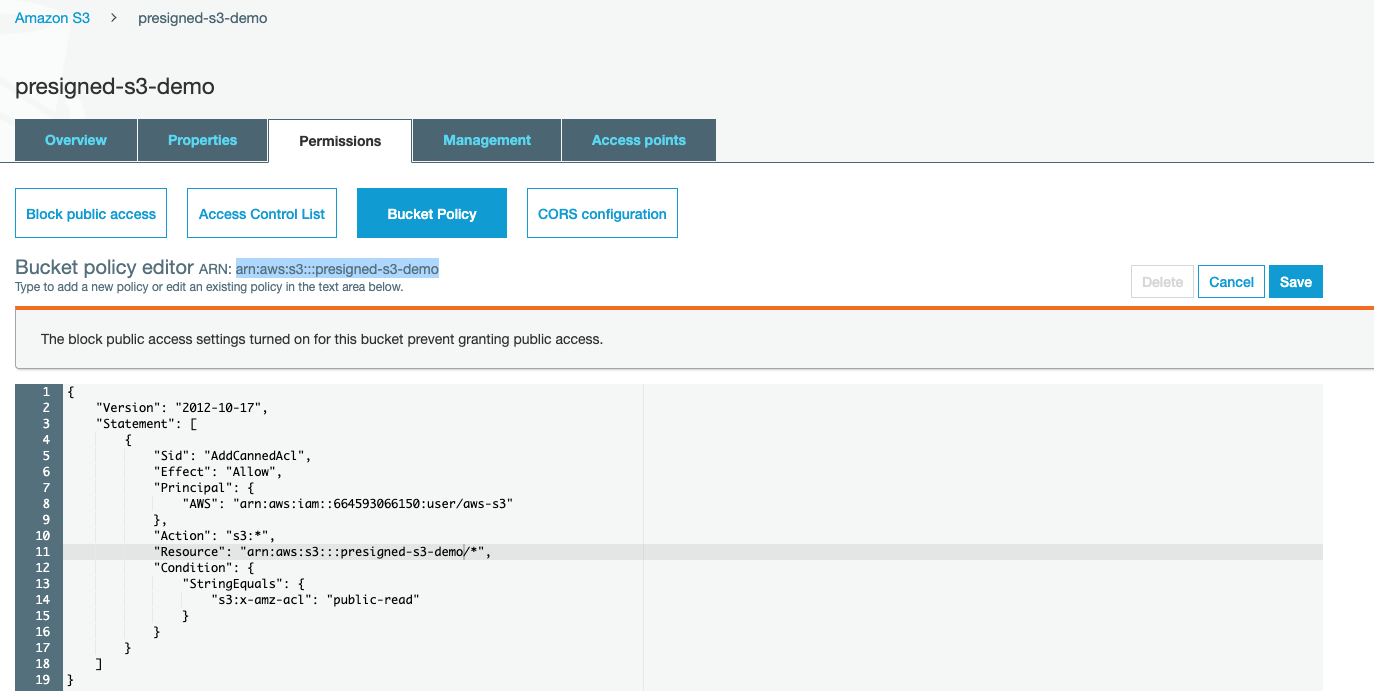 Amazon S3 > presigned-s3-demo
presigned-s3-demo
Overview Properties Permissions Management Access points
Block public access Access Control List Bucket Policy CORS configuration
Bucket policy editor ARN: arn:aws:s3:::presigned-s3-demo
Type to add a new policy or edit an existing policy in the text area below.
Delete Cancel Save
The block public access settings turned on for this bucket prevent granting public access.
1 {
2 "Version": "2012-10-17",
3 "Statement": [
4 {
5 "Sid": "AddCannedAcl",
6 "Effect": "Allow",
7 "Principal": {
8 "AWS": "arn:aws:iam::664593066150:user/aws-s3"
9 },
10 "Action": "s3:*",
11 "Resource": "arn:aws:s3:::presigned-s3-demo/*",
12 "Condition": {
13 "StringEquals": {
14 "s3:x-amz-acl": "public-read"
15 }
16 }
17 }
18 ]
19 }